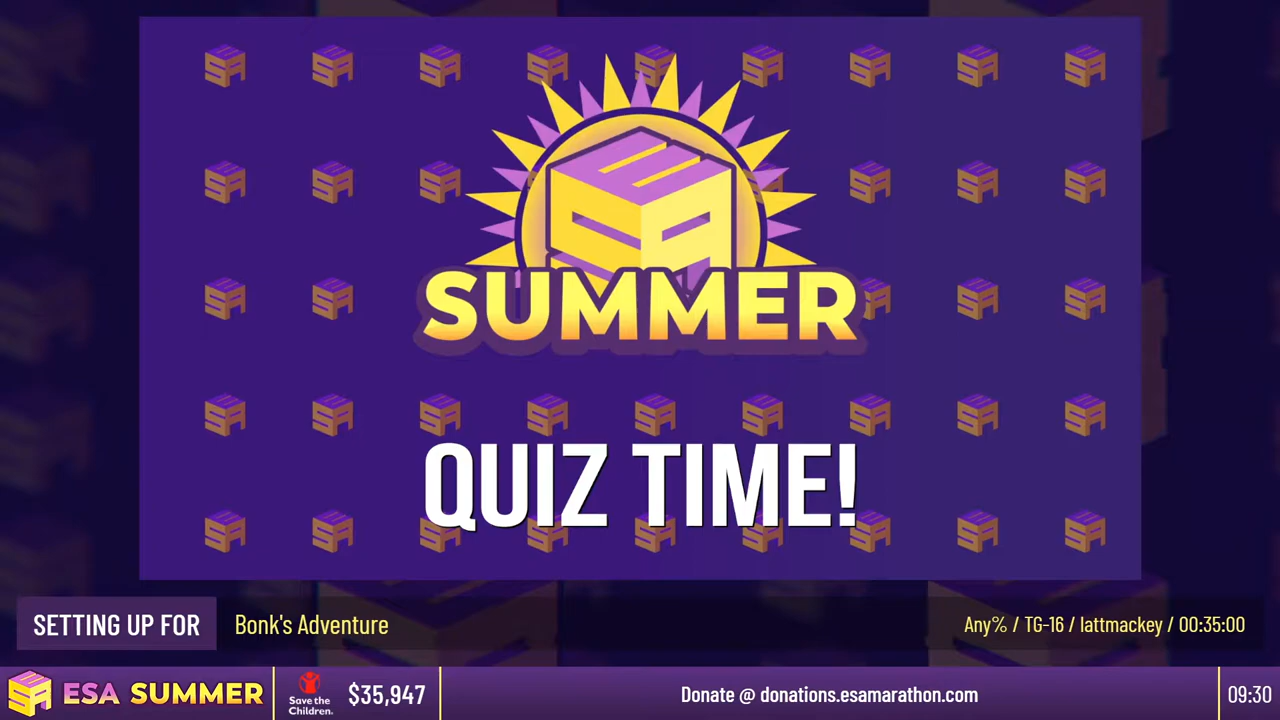 ESA
SUMMER
QUIZ TIME!
SETTING UP FOR
Bonk's Adventure
Any% / TG-16 / lattmackey / 00:35:00
ESA SUMMER
Save the
Children.
$35,947
Donate @ donations.esamarathon.com
09:30